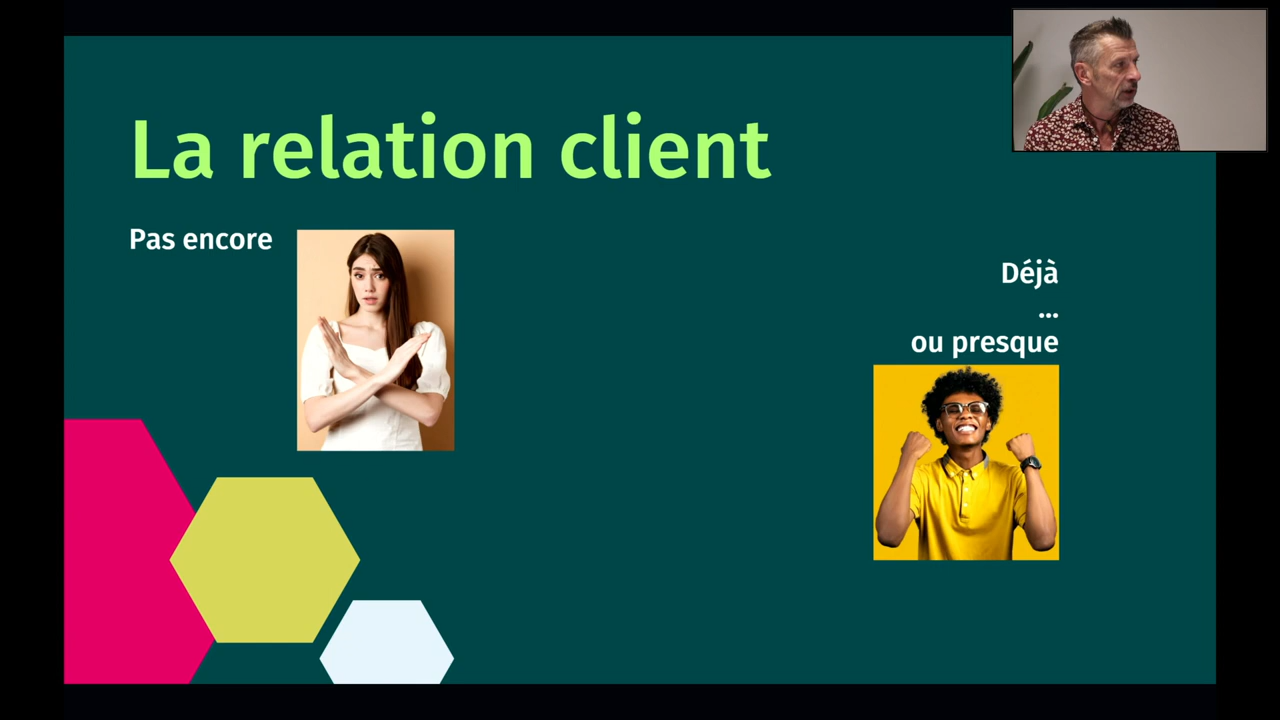 La relation client
Pas encore
Déjà
...
ou presque